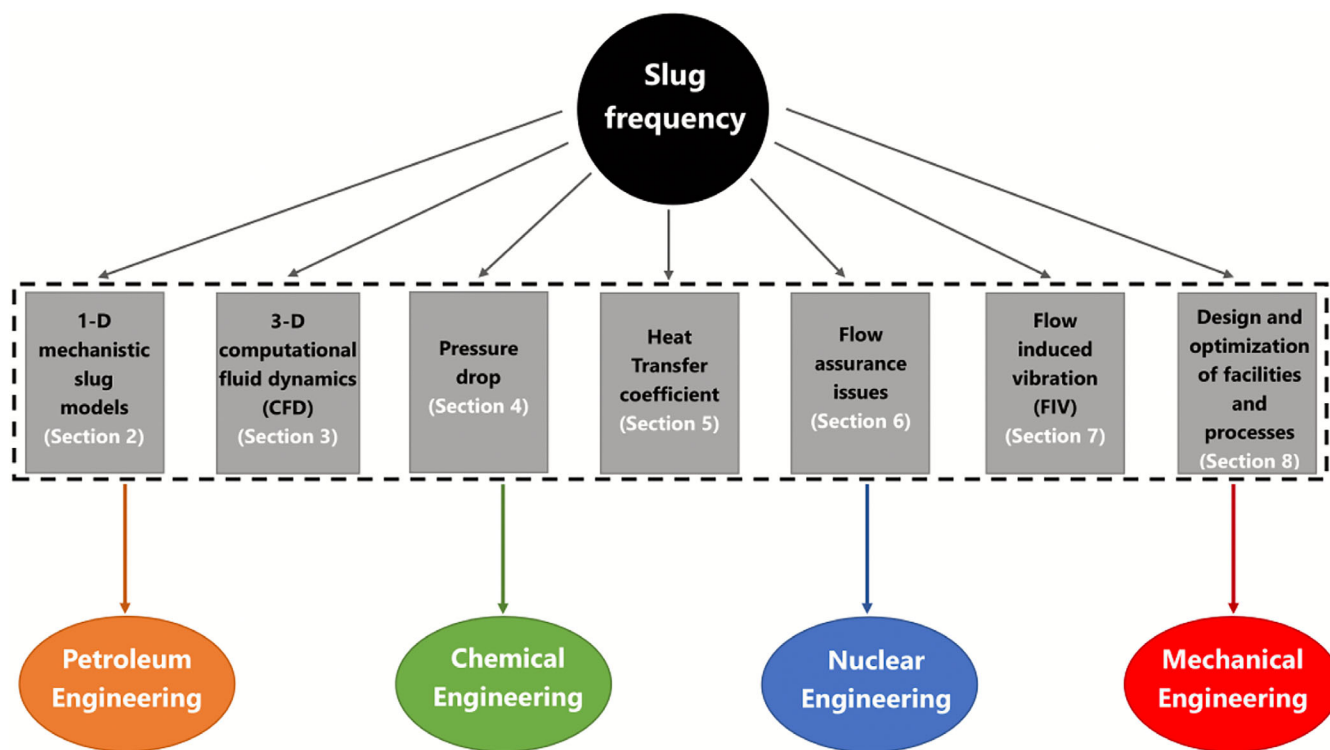 Slug
frequency
1-D
mechanistic
slug
models
(Section 2)
3-D
computational
fluid dynamics
(CFD)
(Section 3)
Pressure
drop
(Section 4)
Heat
Transfer
coefficient
(Section 5)
Flow
assurance
issues
(Section 6)
Flow
induced
vibration
(FIV)
(Section 7)
Design and
optimization
of facilities
and
processes
(Section 8)
Petroleum
Engineering
Chemical
Engineering
Nuclear
Engineering
Mechanical
Engineering